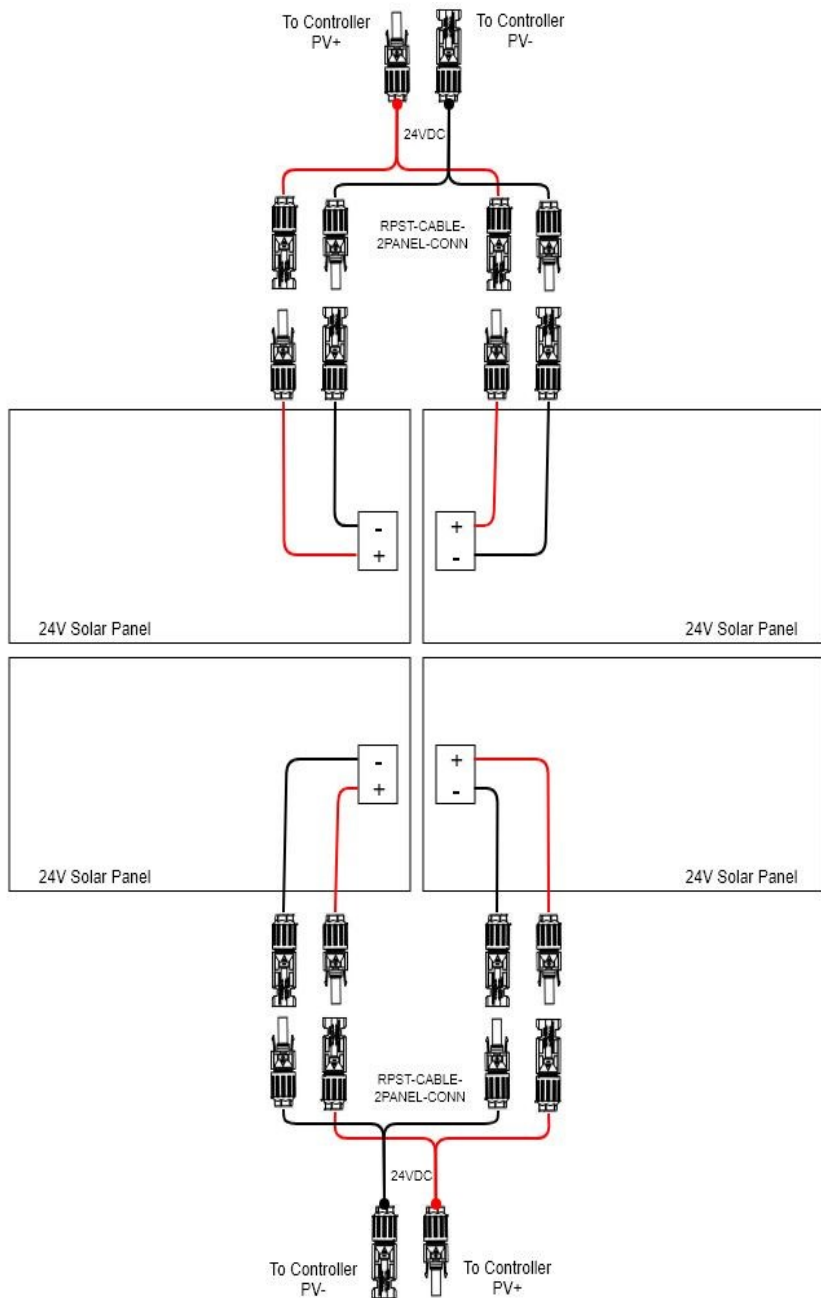 To Controller
PV+
To Controller
PV-
24VDC
RPST-CABLE-
2PANEL-CONN
-
+
+
-
24V Solar Panel
24V Solar Panel
-
+
+
-
24V Solar Panel
24V Solar Panel
RPST-CABLE-
2PANEL-CONN
24VDC
To Controller
PV-
To Controller
PV+